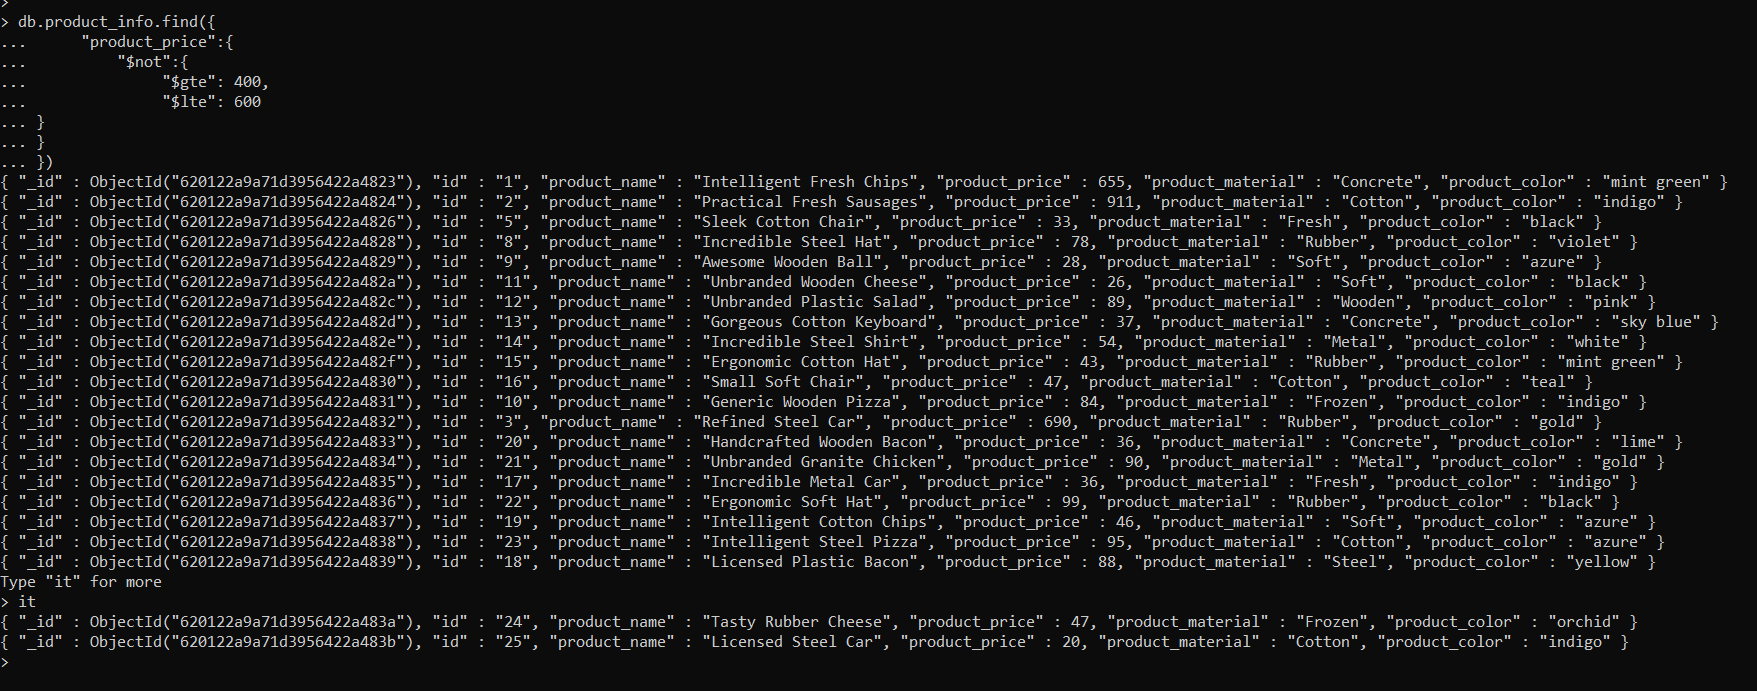 >
> db.product_info.find({
...      "product_price":{
...          "$not":{
...               "$gte": 400,
...               "$lte": 600
... }
... }
... })
{ "_id" : ObjectId("620122a9a71d3956422a4823"), "id" : "1", "product_name" : "Intelligent Fresh Chips", "product_price" : 655, "product_material" : "Concrete", "product_color" : "mint green" }
{ "_id" : ObjectId("620122a9a71d3956422a4824"), "id" : "2", "product_name" : "Practical Fresh Sausages", "product_price" : 911, "product_material" : "Cotton", "product_color" : "indigo" }
{ "_id" : ObjectId("620122a9a71d3956422a4826"), "id" : "5", "product_name" : "Sleek Cotton Chair", "product_price" : 33, "product_material" : "Fresh", "product_color" : "black" }
{ "_id" : ObjectId("620122a9a71d3956422a4828"), "id" : "8", "product_name" : "Incredible Steel Hat", "product_price" : 78, "product_material" : "Rubber", "product_color" : "violet" }
{ "_id" : ObjectId("620122a9a71d3956422a4829"), "id" : "9", "product_name" : "Awesome Wooden Ball", "product_price" : 28, "product_material" : "Soft", "product_color" : "azure" }
{ "_id" : ObjectId("620122a9a71d3956422a482a"), "id" : "11", "product_name" : "Unbranded Wooden Cheese", "product_price" : 26, "product_material" : "Soft", "product_color" : "black" }
{ "_id" : ObjectId("620122a9a71d3956422a482c"), "id" : "12", "product_name" : "Unbranded Plastic Salad", "product_price" : 89, "product_material" : "Wooden", "product_color" : "pink" }
{ "_id" : ObjectId("620122a9a71d3956422a482d"), "id" : "13", "product_name" : "Gorgeous Cotton Keyboard", "product_price" : 37, "product_material" : "Concrete", "product_color" : "sky blue" }
{ "_id" : ObjectId("620122a9a71d3956422a482e"), "id" : "14", "product_name" : "Incredible Steel Shirt", "product_price" : 54, "product_material" : "Metal", "product_color" : "white" }
{ "_id" : ObjectId("620122a9a71d3956422a482f"), "id" : "15", "product_name" : "Ergonomic Cotton Hat", "product_price" : 43, "product_material" : "Rubber", "product_color" : "mint green" }
{ "_id" : ObjectId("620122a9a71d3956422a4830"), "id" : "16", "product_name" : "Small Soft Chair", "product_price" : 47, "product_material" : "Cotton", "product_color" : "teal" }
{ "_id" : ObjectId("620122a9a71d3956422a4831"), "id" : "10", "product_name" : "Generic Wooden Pizza", "product_price" : 84, "product_material" : "Frozen", "product_color" : "indigo" }
{ "_id" : ObjectId("620122a9a71d3956422a4832"), "id" : "3", "product_name" : "Refined Steel Car", "product_price" : 690, "product_material" : "Rubber", "product_color" : "gold" }
{ "_id" : ObjectId("620122a9a71d3956422a4833"), "id" : "20", "product_name" : "Handcrafted Wooden Bacon", "product_price" : 36, "product_material" : "Concrete", "product_color" : "lime" }
{ "_id" : ObjectId("620122a9a71d3956422a4834"), "id" : "21", "product_name" : "Unbranded Granite Chicken", "product_price" : 90, "product_material" : "Metal", "product_color" : "gold" }
{ "_id" : ObjectId("620122a9a71d3956422a4835"), "id" : "17", "product_name" : "Incredible Metal Car", "product_price" : 36, "product_material" : "Fresh", "product_color" : "indigo" }
{ "_id" : ObjectId("620122a9a71d3956422a4836"), "id" : "22", "product_name" : "Ergonomic Soft Hat", "product_price" : 99, "product_material" : "Rubber", "product_color" : "black" }
{ "_id" : ObjectId("620122a9a71d3956422a4837"), "id" : "19", "product_name" : "Intelligent Cotton Chips", "product_price" : 46, "product_material" : "Soft", "product_color" : "azure" }
{ "_id" : ObjectId("620122a9a71d3956422a4838"), "id" : "23", "product_name" : "Intelligent Steel Pizza", "product_price" : 95, "product_material" : "Cotton", "product_color" : "azure" }
{ "_id" : ObjectId("620122a9a71d3956422a4839"), "id" : "18", "product_name" : "Licensed Plastic Bacon", "product_price" : 88, "product_material" : "Steel", "product_color" : "yellow" }
Type "it" for more
> it
{ "_id" : ObjectId("620122a9a71d3956422a483a"), "id" : "24", "product_name" : "Tasty Rubber Cheese", "product_price" : 47, "product_material" : "Frozen", "product_color" : "orchid" }
{ "_id" : ObjectId("620122a9a71d3956422a483b"), "id" : "25", "product_name" : "Licensed Steel Car", "product_price" : 20, "product_material" : "Cotton", "product_color" : "indigo" }
>